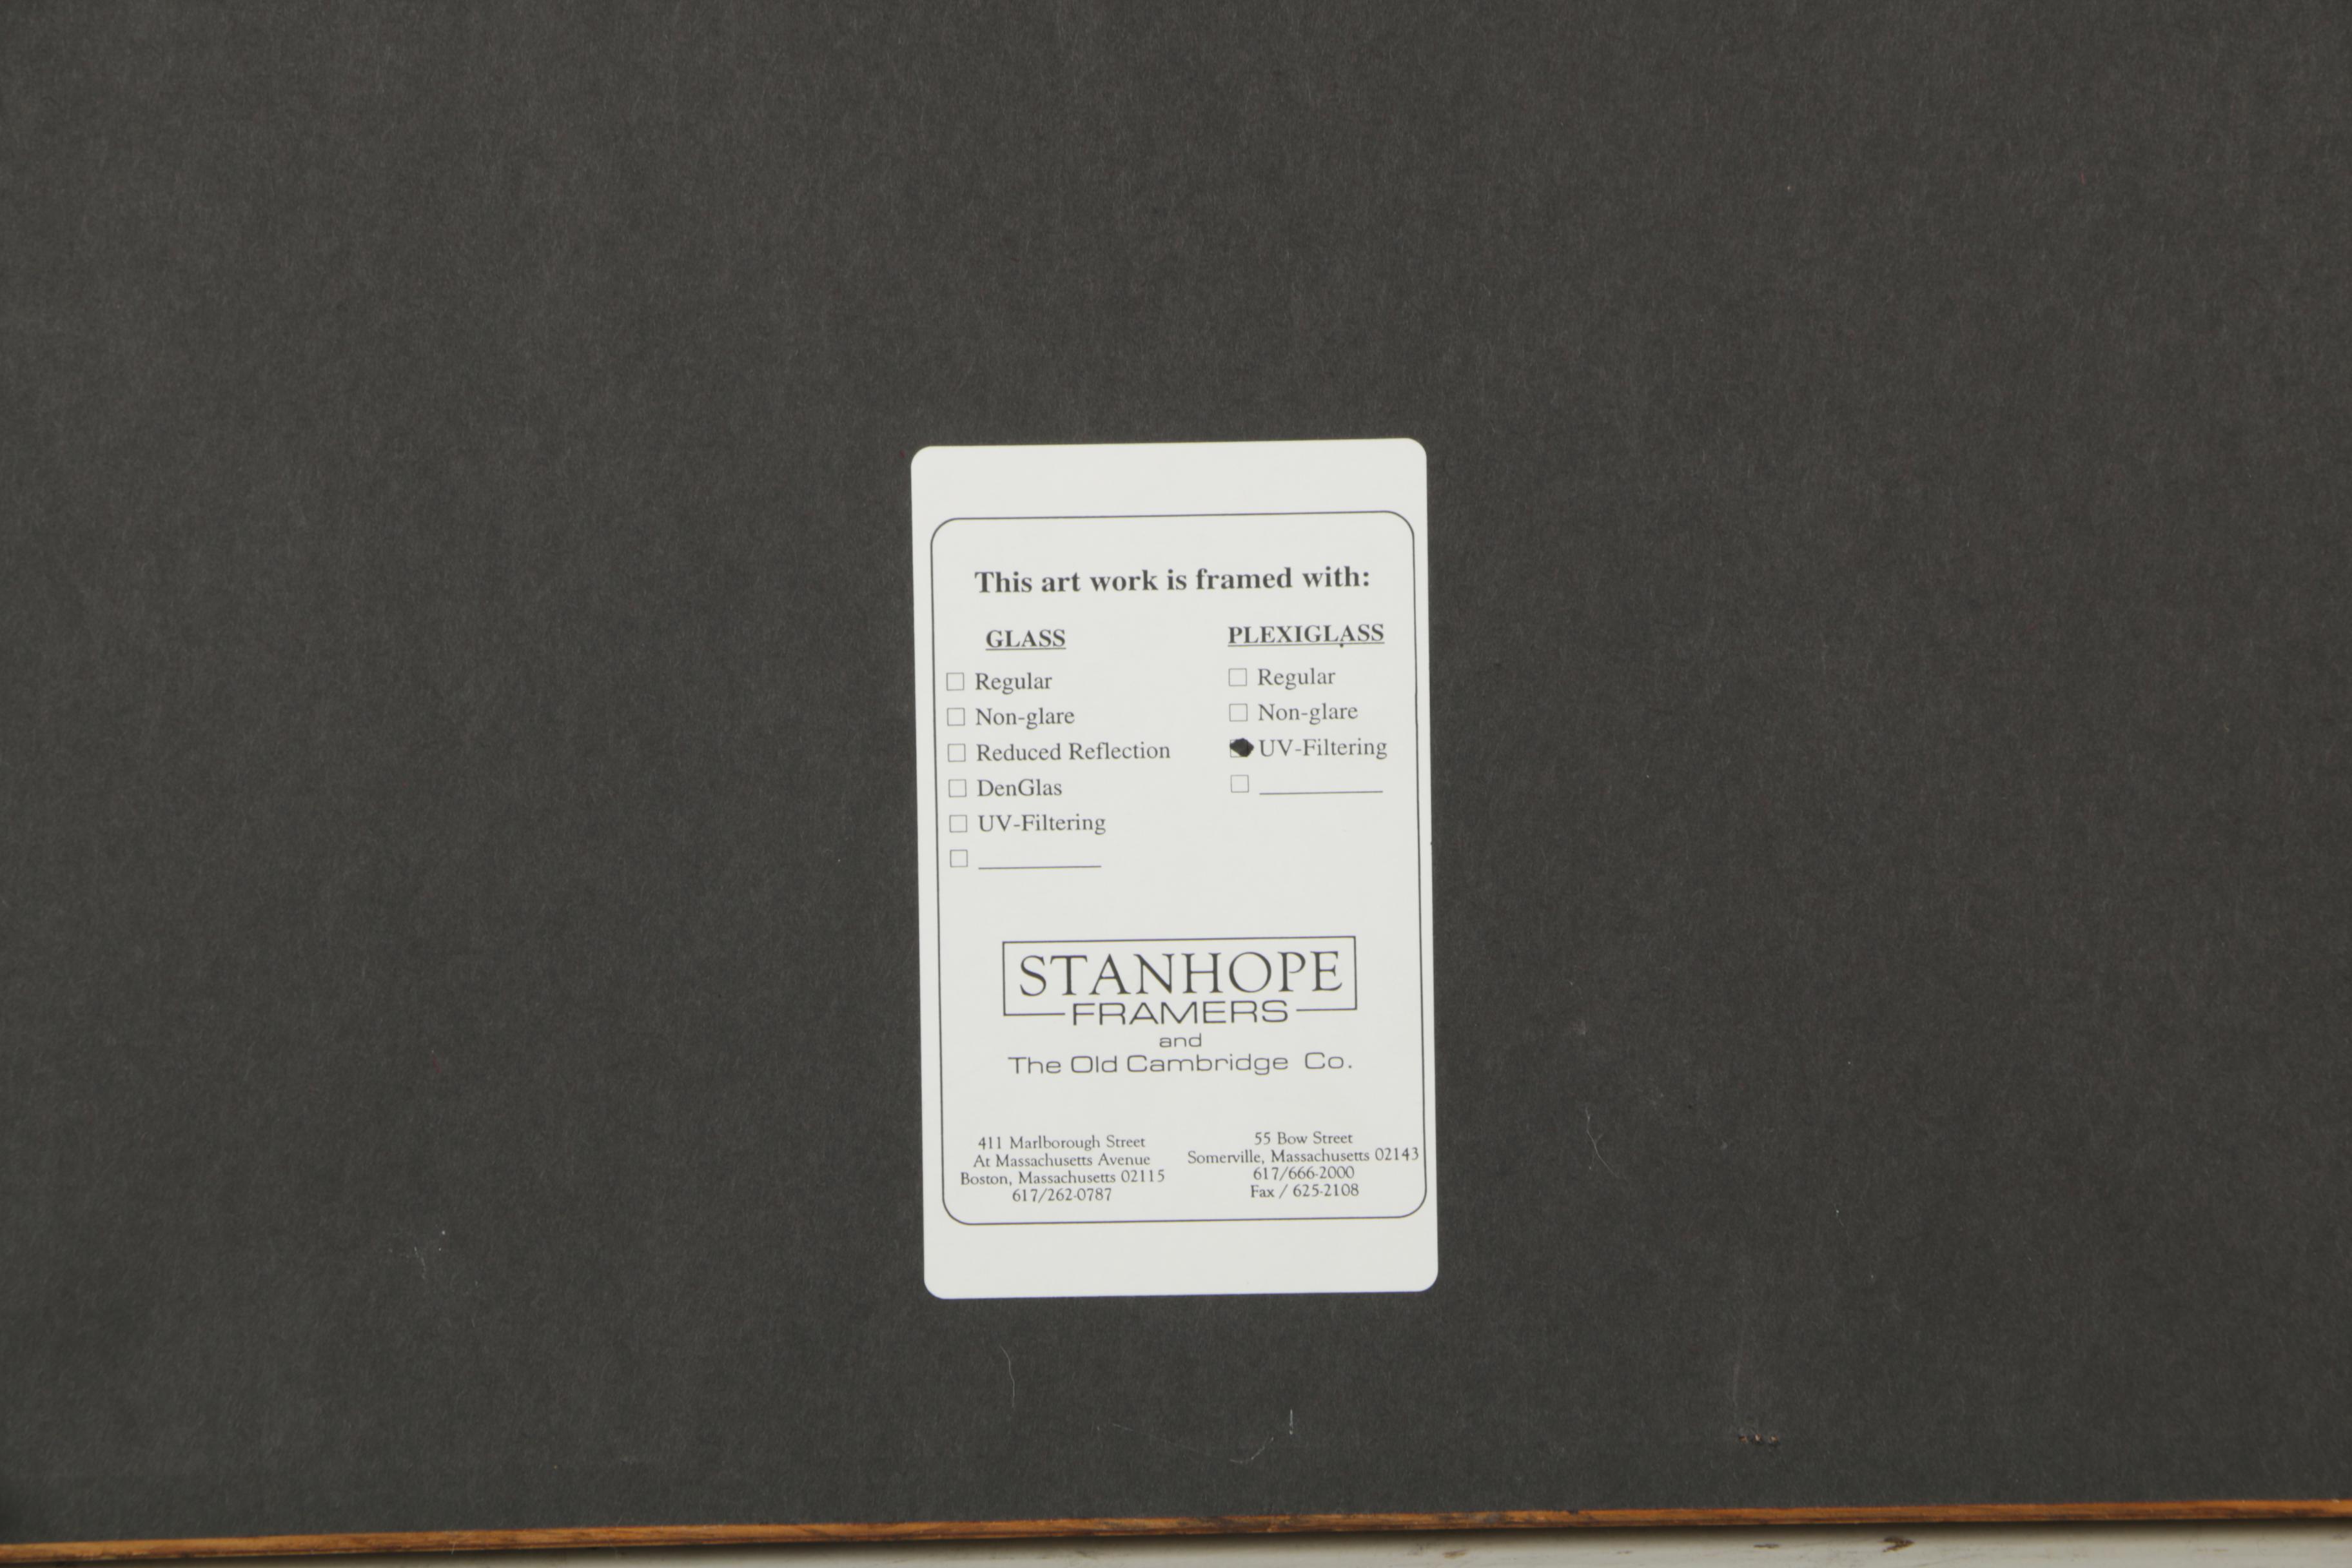 This art work is framed with:
GLASS
☐ Regular
☐ Non-glare
☐ Reduced Reflection
☐ DenGlas
☐ UV-Filtering
☐ ____________
PLEXIGLASS
☐ Regular
☐ Non-glare
☒ UV-Filtering
☐ ____________
STANHOPE
FRAMERS
and
The Old Cambridge Co.
411 Marlborough Street
At Massachusetts Avenue
Boston, Massachusetts 02115
617/262-0787
55 Bow Street
Somerville, Massachusetts 02143
617/666-2000
Fax / 625-2108